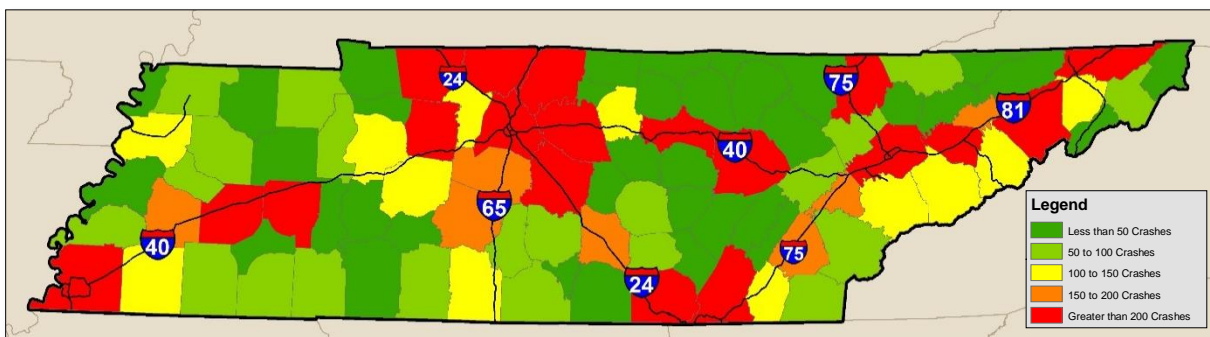 24
75
81
40
65
40
75
24
Legend
Less than 50 Crashes
50 to 100 Crashes
100 to 150 Crashes
150 to 200 Crashes
Greater than 200 Crashes